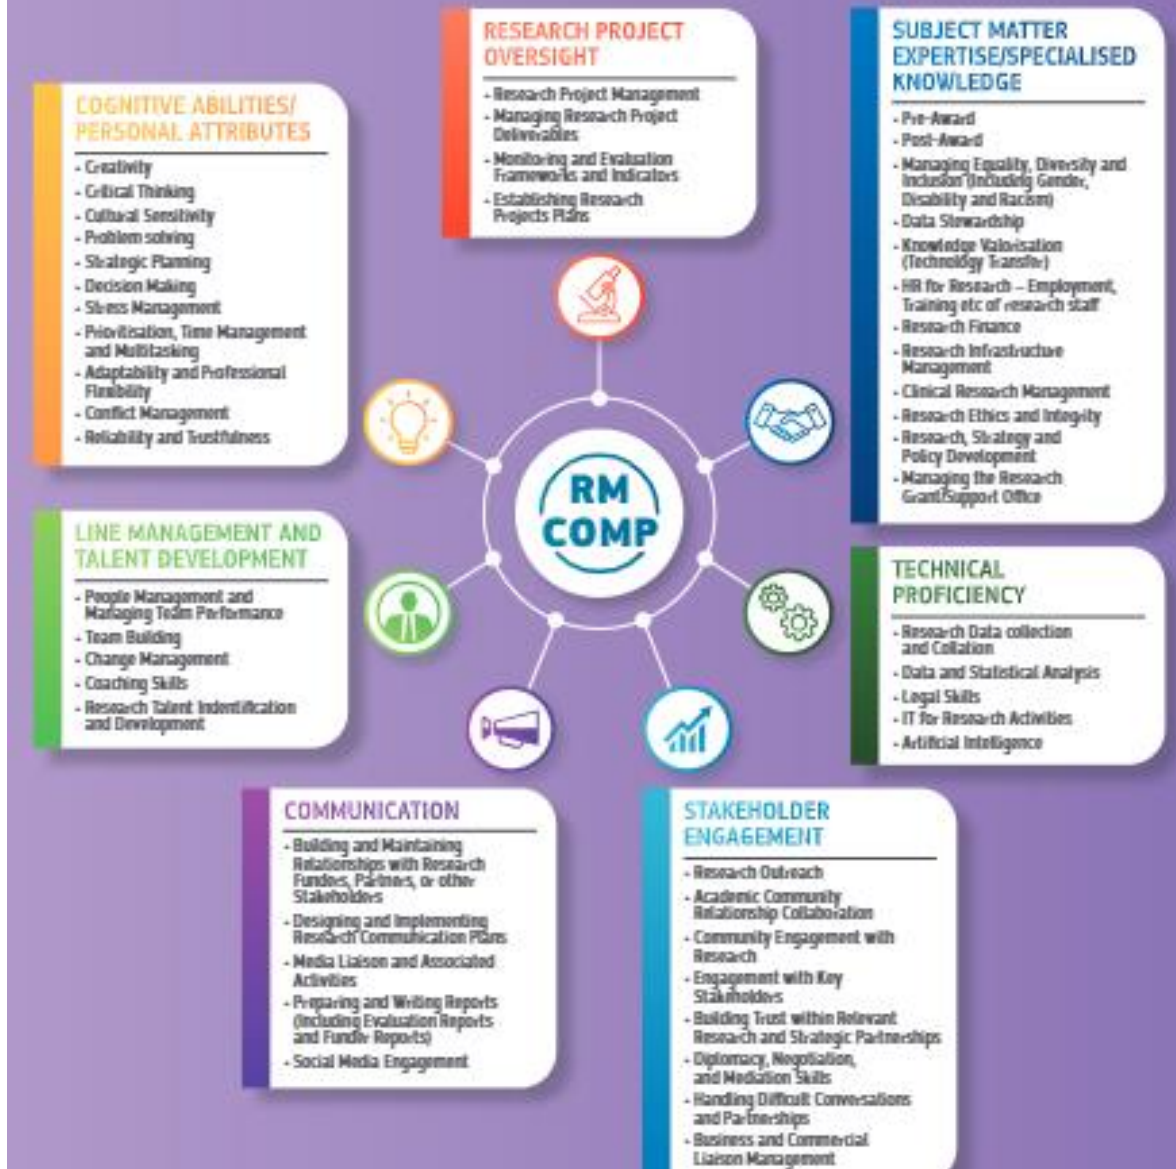 RESEARCH PROJECT
OVERSIGHT
- Research Project Management
- Managing Research Project
Deliverables
- Monitoring and Evaluation
Frameworks and Indicators
- Establishing Research
Projects Plans
SUBJECT MATTER
EXPERTISE/SPECIALISED
KNOWLEDGE
- Pre-Award
- Post-Award
- Managing Equality, Diversity and
Inclusion (Including Gender,
Disability and Racism)
- Data Stewardship
- Knowledge Valorisation
(Technology Transfer)
- HR for Research – Employment,
Training etc of research staff
- Research Finance
- Research Infrastructure
Management
- Clinical Research Management
- Research Ethics and Integrity
- Research, Strategy and
Policy Development
- Managing the Research
Grant/Support Office
COGNITIVE ABILITIES/
PERSONAL ATTRIBUTES
- Creativity
- Critical Thinking
- Cultural Sensitivity
- Problem solving
- Strategic Planning
- Decision Making
- Stress Management
- Prioritisation, Time Management
and Multitasking
- Adaptability and Professional
Flexibility
- Conflict Management
- Reliability and Trustfulness
RM
COMP
LINE MANAGEMENT AND
TALENT DEVELOPMENT
- People Management and
Managing Team Performance
- Team Building
- Change Management
- Coaching Skills
- Research Talent Indentification
and Development
TECHNICAL
PROFICIENCY
- Research Data collection
and Collation
- Data and Statistical Analysis
- Legal Skills
- IT for Research Activities
- Artificial Intelligence
COMMUNICATION
- Building and Maintaining
Relationships with Research
Funders, Partners, or other
Stakeholders
- Designing and Implementing
Research Communication Plans
- Media Liaison and Associated
Activities
- Preparing and Writing Reports
(Including Evaluation Reports
and Funder Reports)
- Social Media Engagement
STAKEHOLDER
ENGAGEMENT
- Research Outreach
- Academic Community
Relationship Collaboration
- Community Engagement with
Research
- Engagement with Key
Stakeholders
- Building Trust within Relevant
Research and Strategic Partnerships
- Diplomacy, Negotiation,
and Mediation Skills
- Handling Difficult Conversations
and Partnerships
- Business and Commercial
Liaison Management